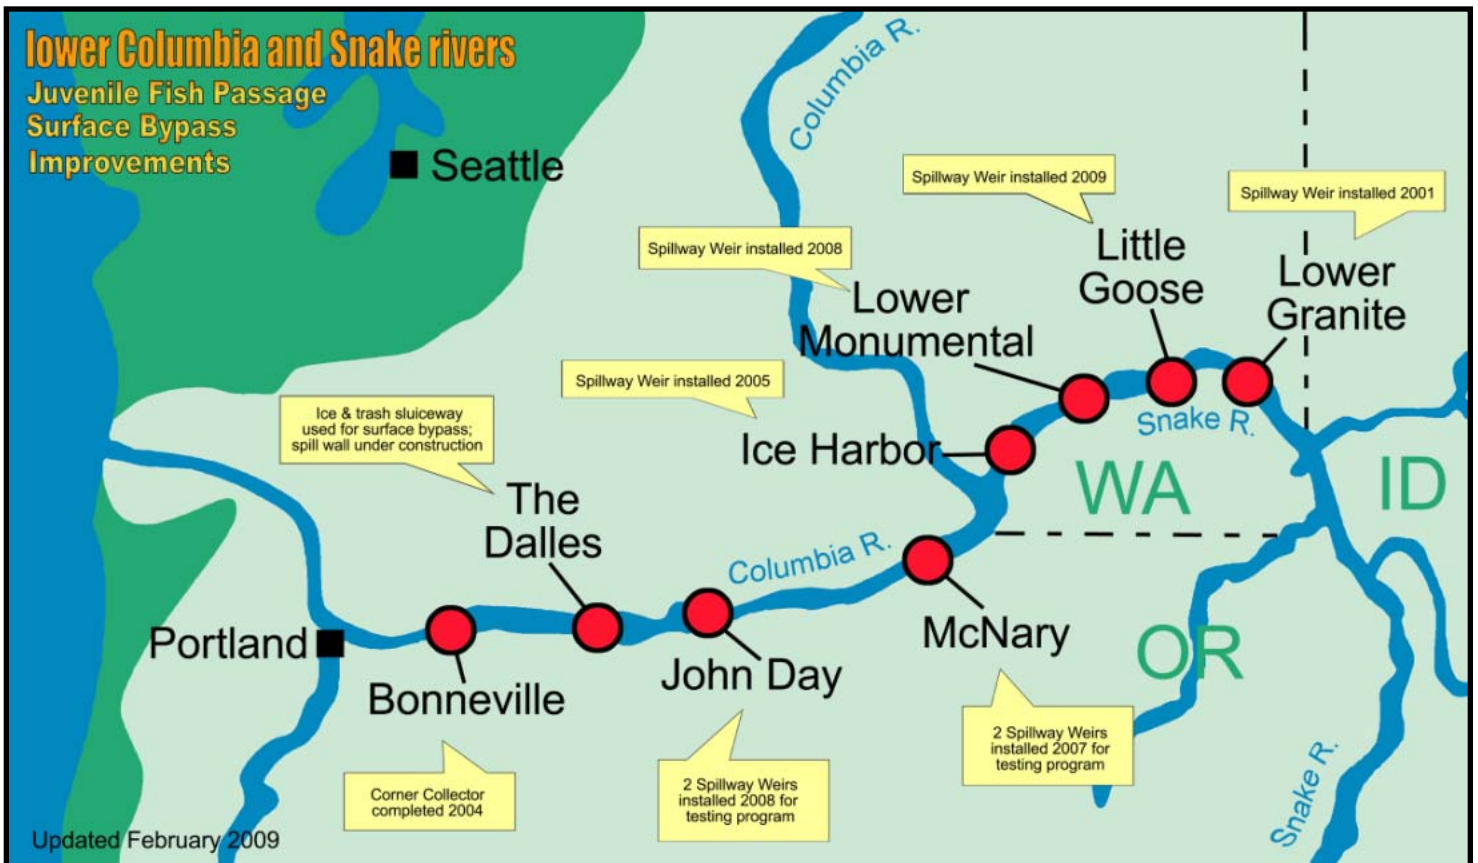 lower Columbia and Snake rivers
Juvenile Fish Passage
Surface Bypass
Improvements
Seattle
Columbia R.
Spillway Weir installed 2009
Spillway Weir installed 2001
Spillway Weir installed 2008
Little
Goose
Lower
Granite
Lower
Monumental
Spillway Weir installed 2005
Snake R.
Ice & trash sluiceway
used for surface bypass;
spill wall under construction
Ice Harbor
WA
ID
The
Dalles
Columbia R.
Portland
Bonneville
John Day
McNary
OR
2 Spillway Weirs
installed 2007 for
testing program
Corner Collector
completed 2004
2 Spillway Weirs
installed 2008 for
testing program
Snake R.
Updated February 2009